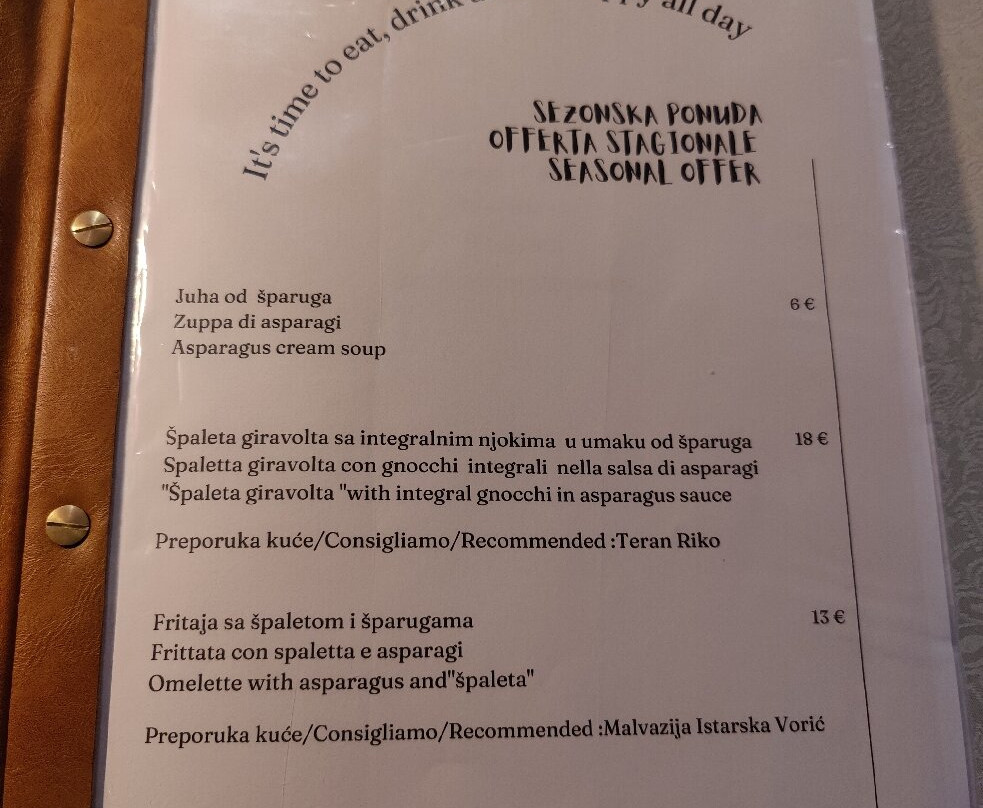 It's time to eat, drink all day
SEZONSKA PONUDA
OFFERTA STAGIONALE
SEASONAL OFFER
Juha od šparuga
6 €
Zuppa di asparagi
Asparagus cream soup
Špaleta giravolta sa integralnim njokima u umaku od šparuga
18 €
Spaletta giravolta con gnocchi integrali nella salsa di asparagi
"Špaleta giravolta "with integral gnocchi in asparagus sauce
Preporuka kuće/Consigliamo/Recommended :Teran Riko
Fritaja sa špaletom i šparugama
13 €
Frittata con spaletta e asparagi
Omelette with asparagus and"špaleta"
Preporuka kuće/Consigliamo/Recommended :Malvazija Istarska Vorić